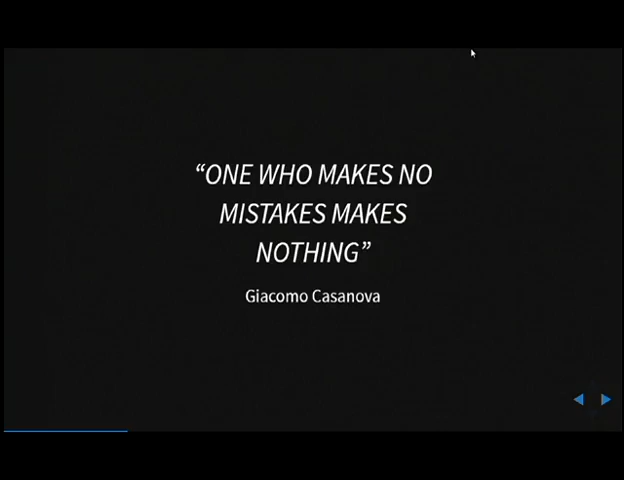 “ONE WHO MAKES NO
MISTAKES MAKES
NOTHING”
Giacomo Casanova